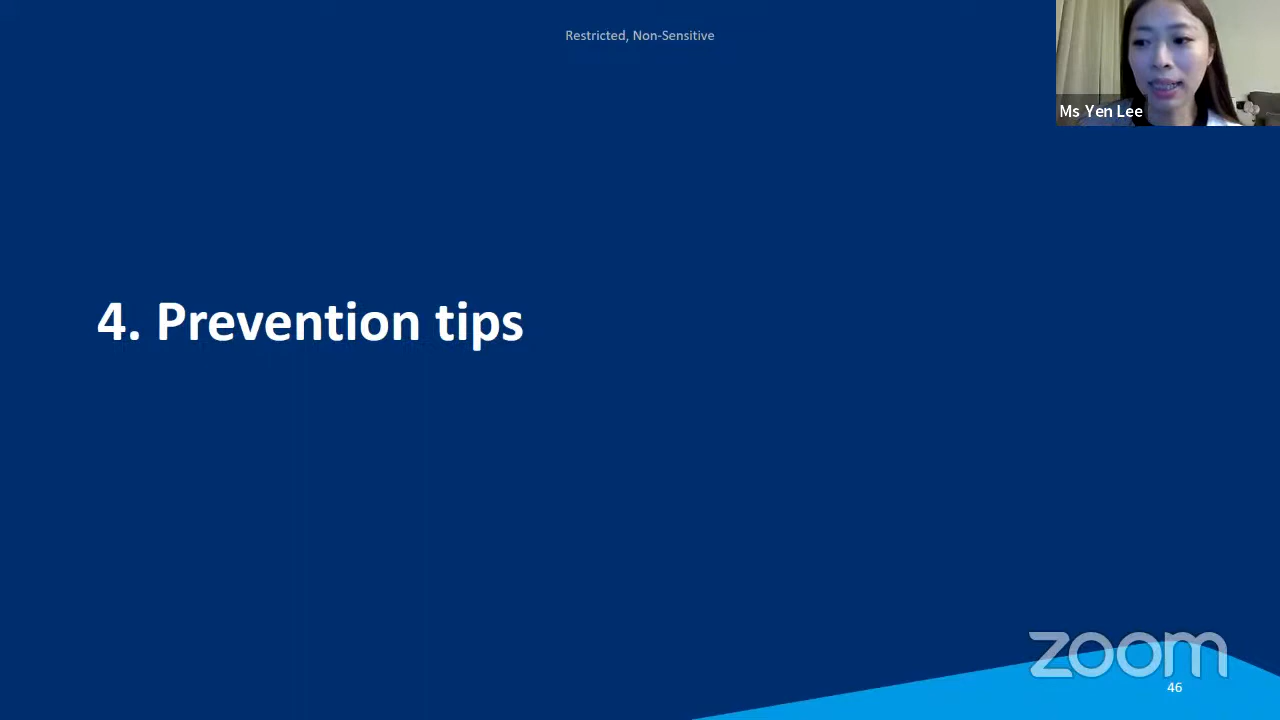 Restricted, Non-Sensitive
Ms Yen Lee
4. Prevention tips
zoom
46